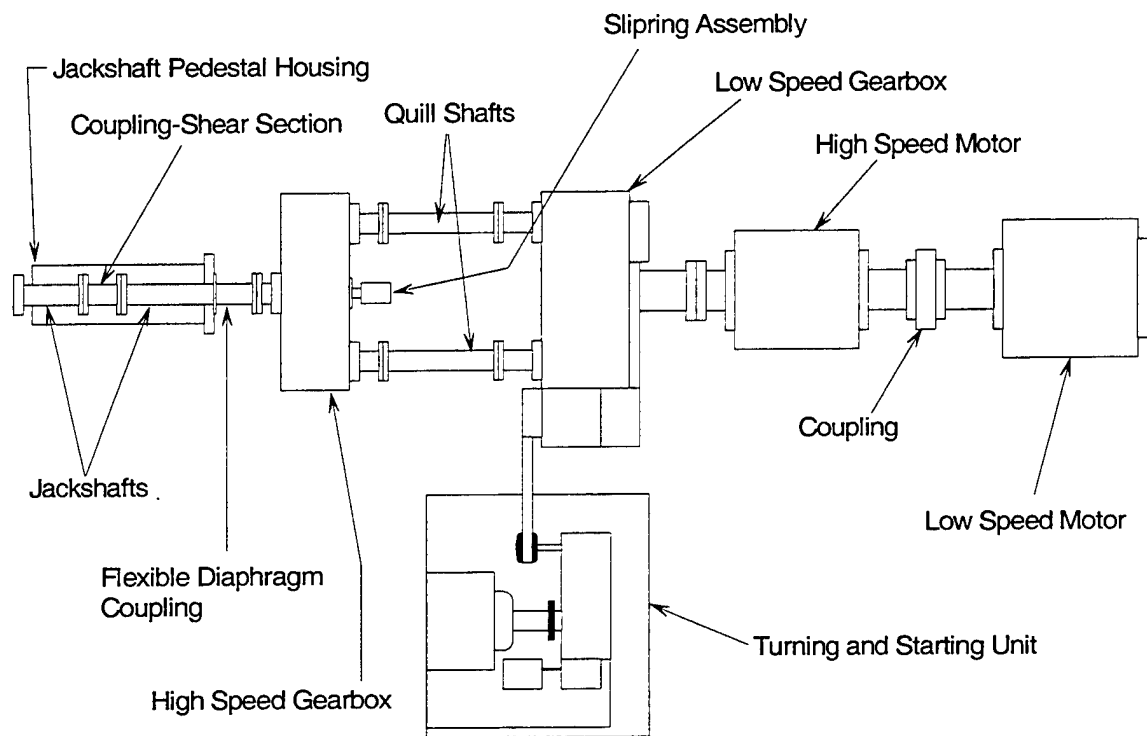 Slipring Assembly
Jackshaft Pedestal Housing
Low Speed Gearbox
Coupling-Shear Section
Quill Shafts
High Speed Motor
Coupling
Jackshafts
Low Speed Motor
Flexible Diaphragm
Coupling
Turning and Starting Unit
High Speed Gearbox